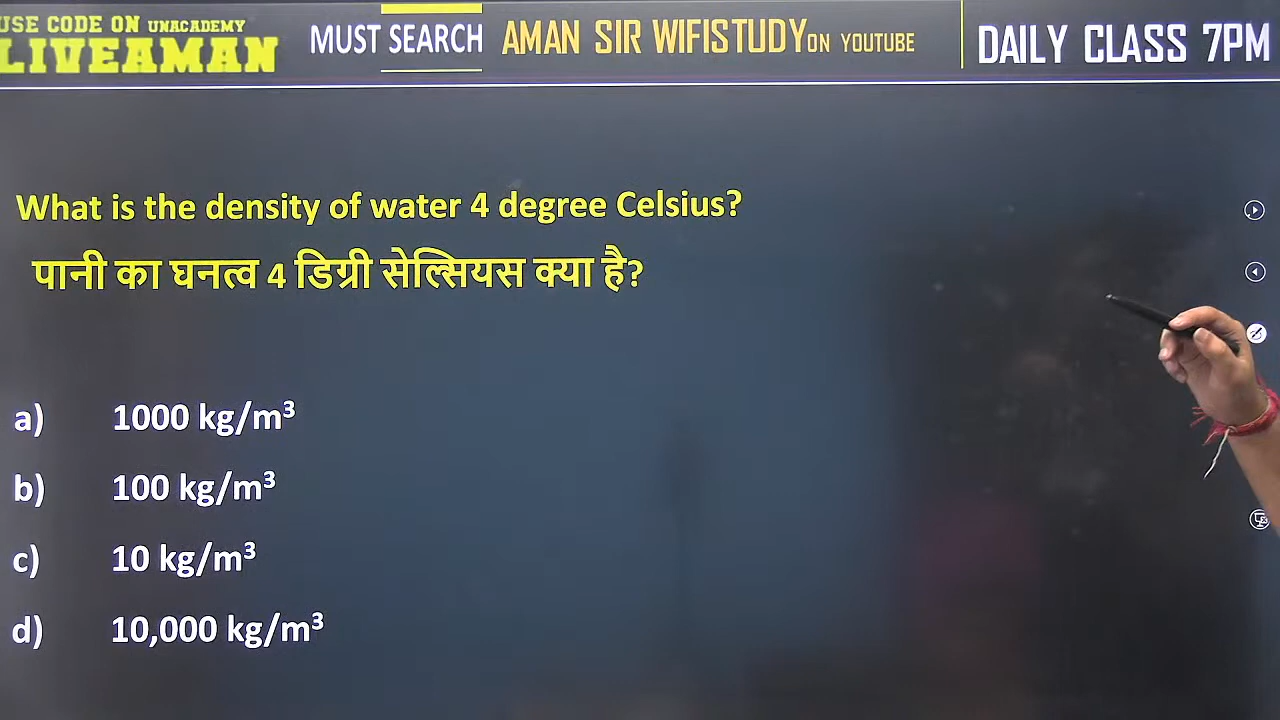 USE CODE ON UNACADEMY
LIVEAMAN
MUST SEARCH
AMAN SIR WIFISTUDY ON YOUTUBE
DAILY CLASS 7PM
What is the density of water 4 degree Celsius?
पानी का घनत्व 4 डिग्री सेल्सियस क्या है?
a) 1000 kg/m³
b) 100 kg/m³
c) 10 kg/m³
d) 10,000 kg/m³